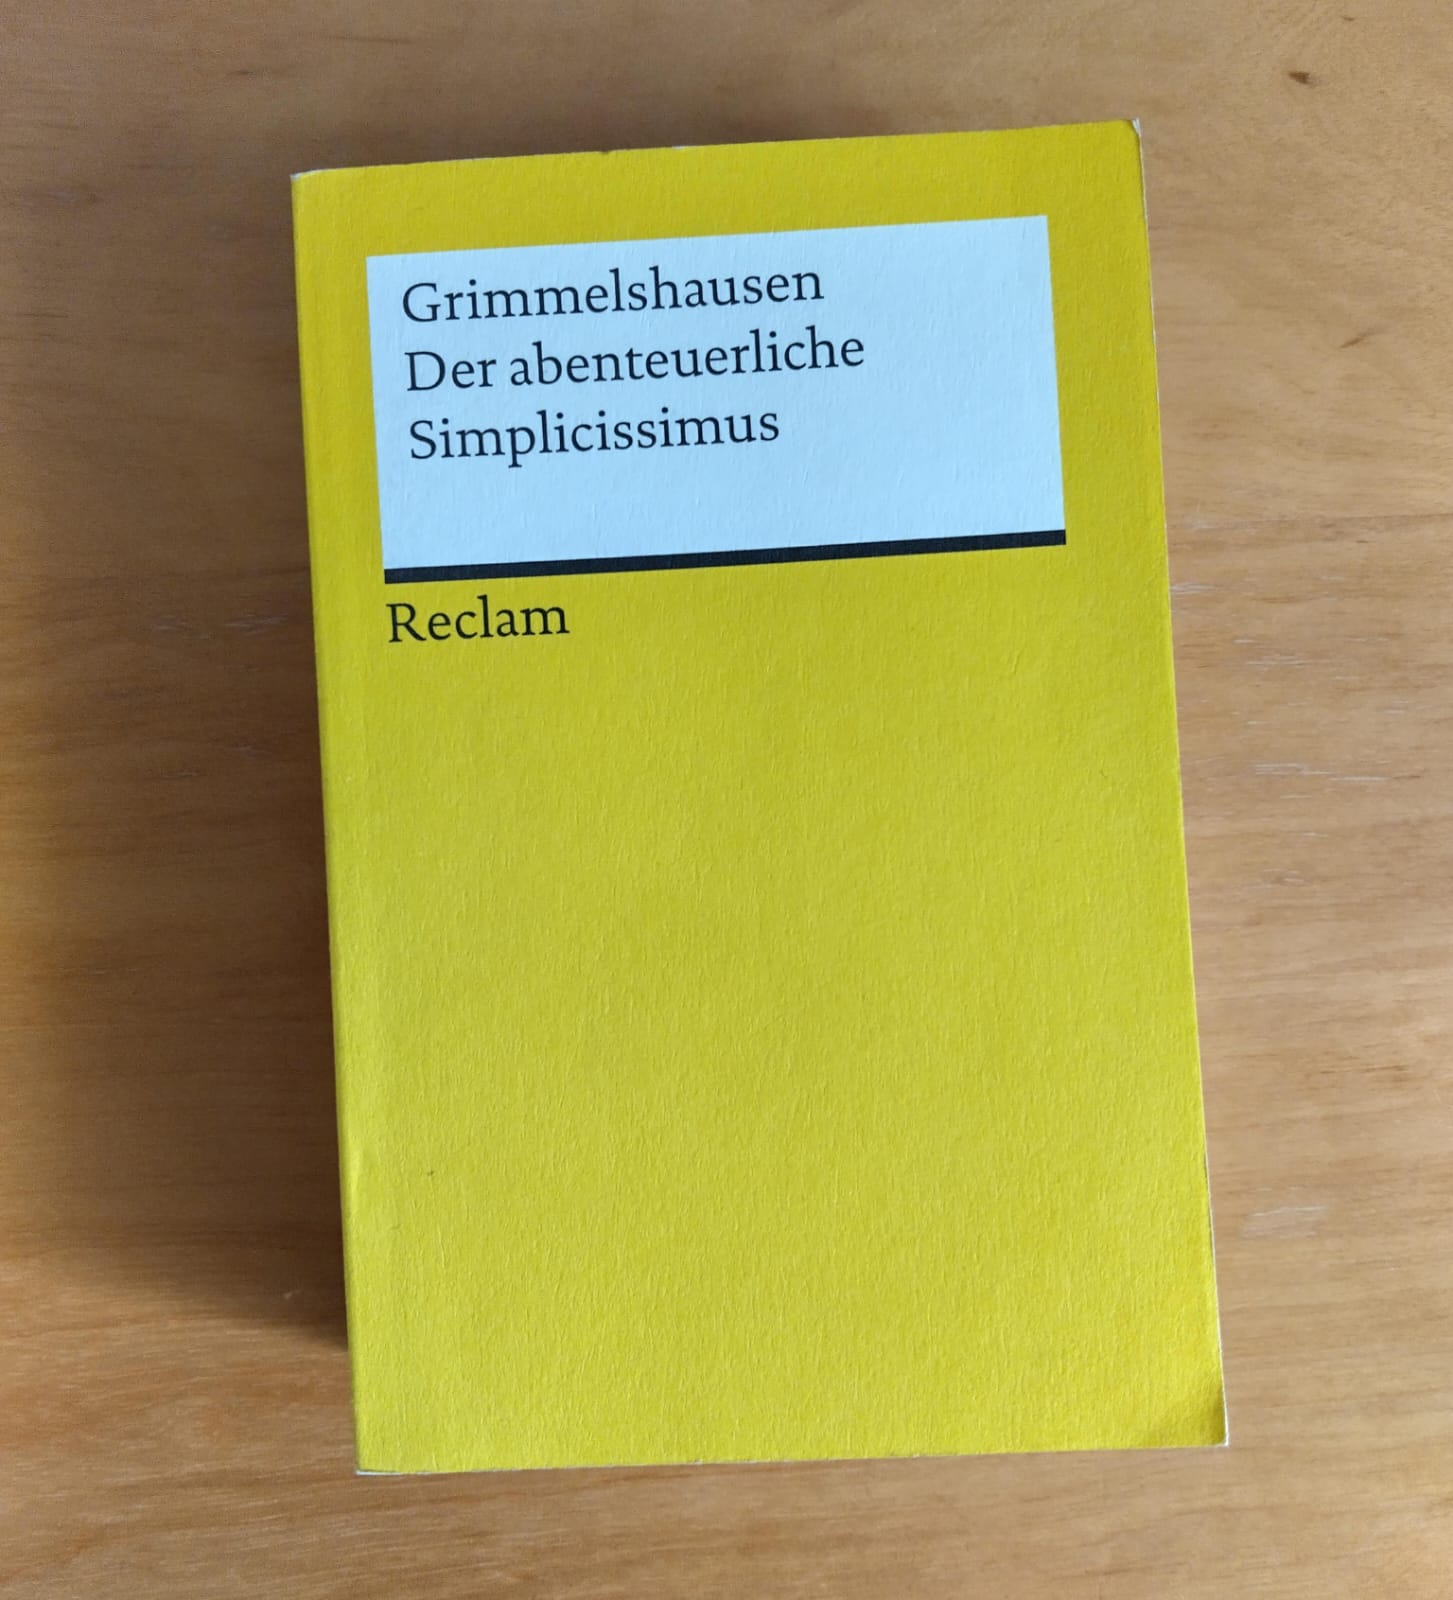 Grimmelshausen
Der abenteuerliche
Simplicissimus
Reclam